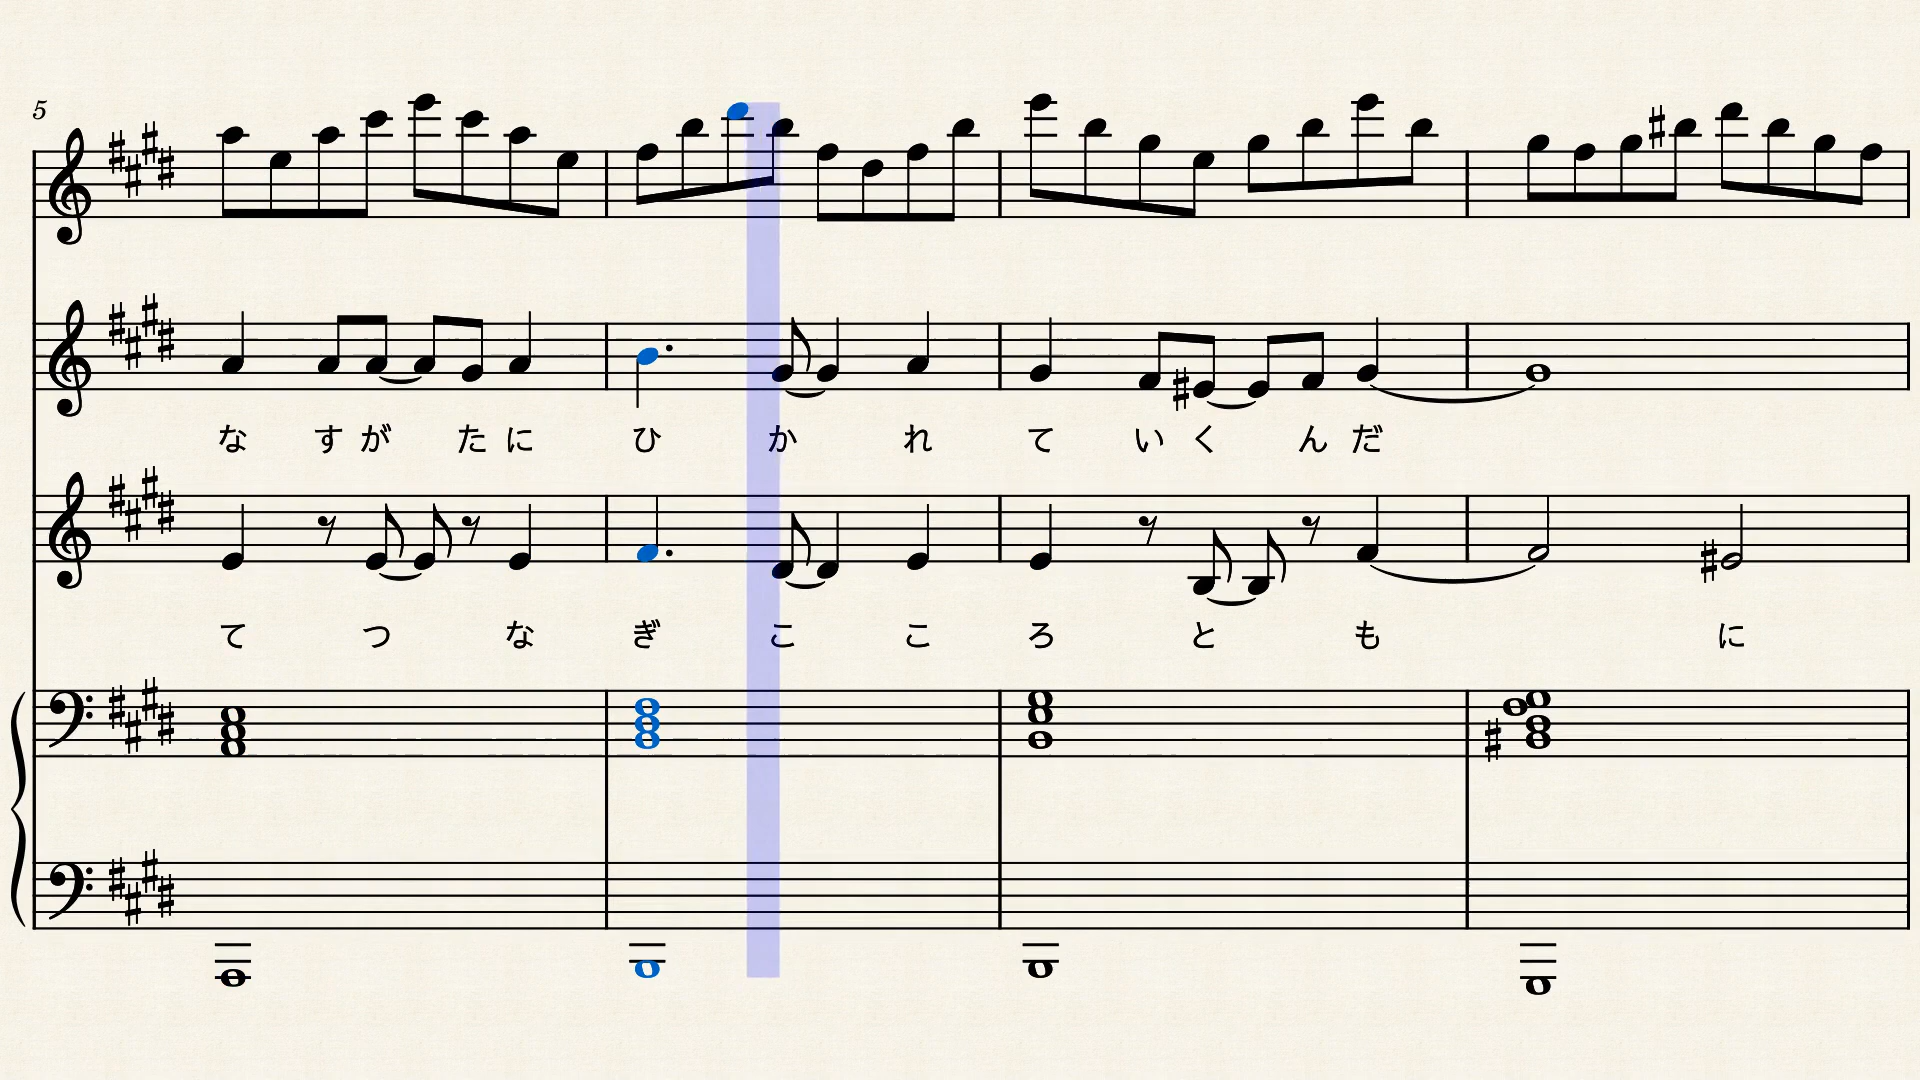 5
な す が た に ひ か れ て い く ん だ
て つ な ぎ こ こ ろ と も に